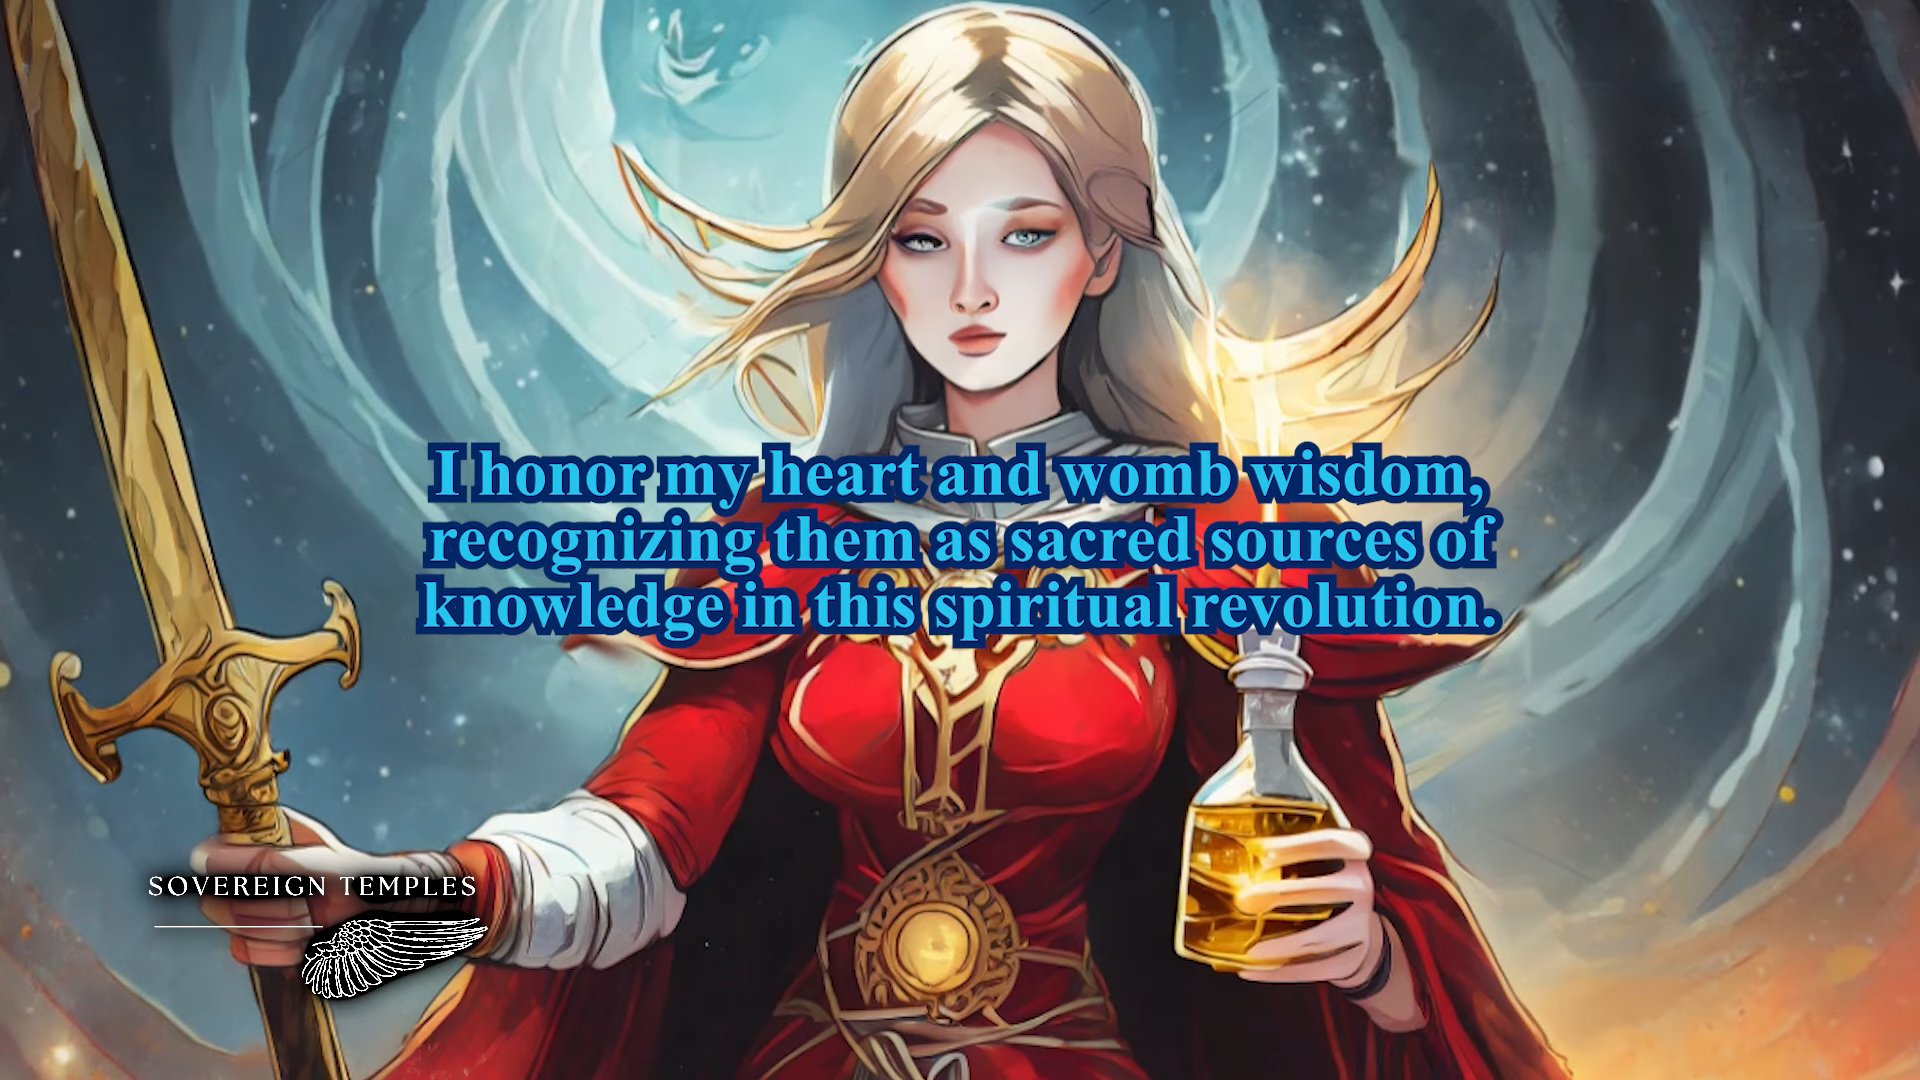 I honor my heart and womb wisdom,
recognizing them as sacred sources of
knowledge in this spiritual revolution.
SOVEREIGN TEMPLES